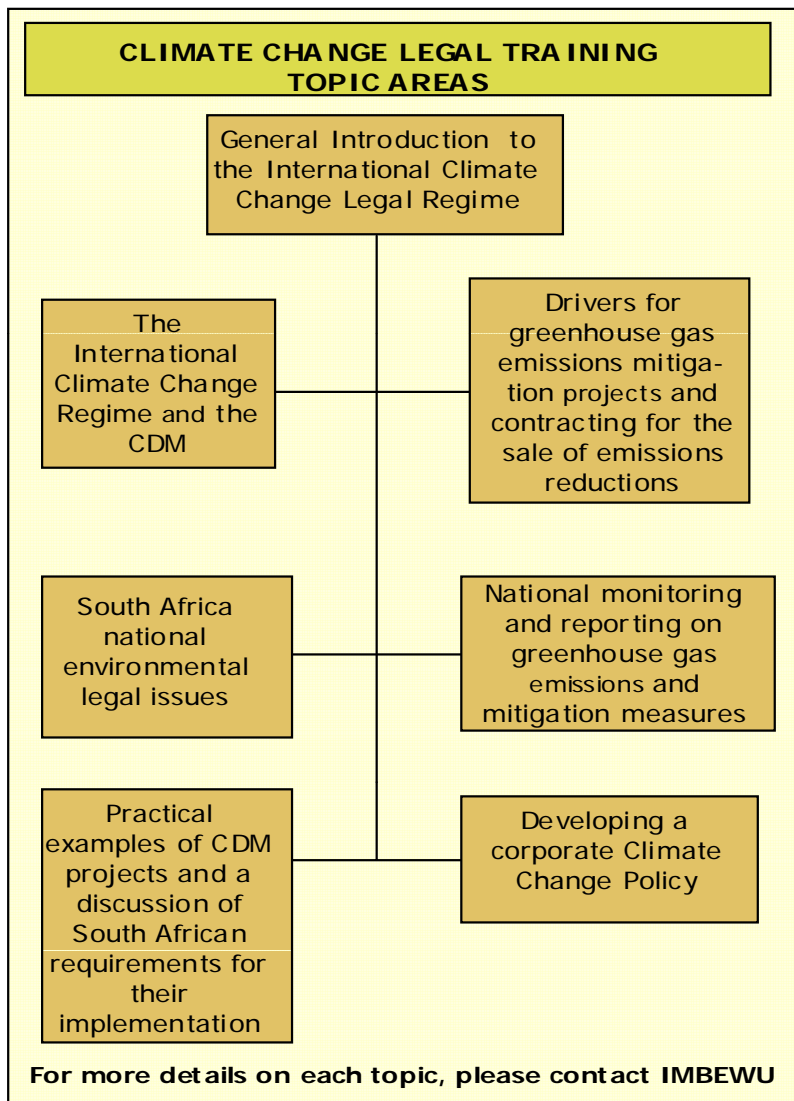 CLIMATE CHANGE LEGAL TRAINING
TOPIC AREAS
General Introduction to
the International Climate
Change Legal Regime
The
International
Climate Change
Regime and the
CDM
Drivers for
greenhouse gas
emissions mitiga-
tion projects and
contracting for the
sale of emissions
reductions
South Africa
national
environmental
legal issues
National monitoring
and reporting on
greenhouse gas
emissions and
mitigation measures
Practical
examples of CDM
projects and a
discussion of
South African
requirements for
their
implementation
Developing a
corporate Climate
Change Policy
For more details on each topic, please contact IMBEWU